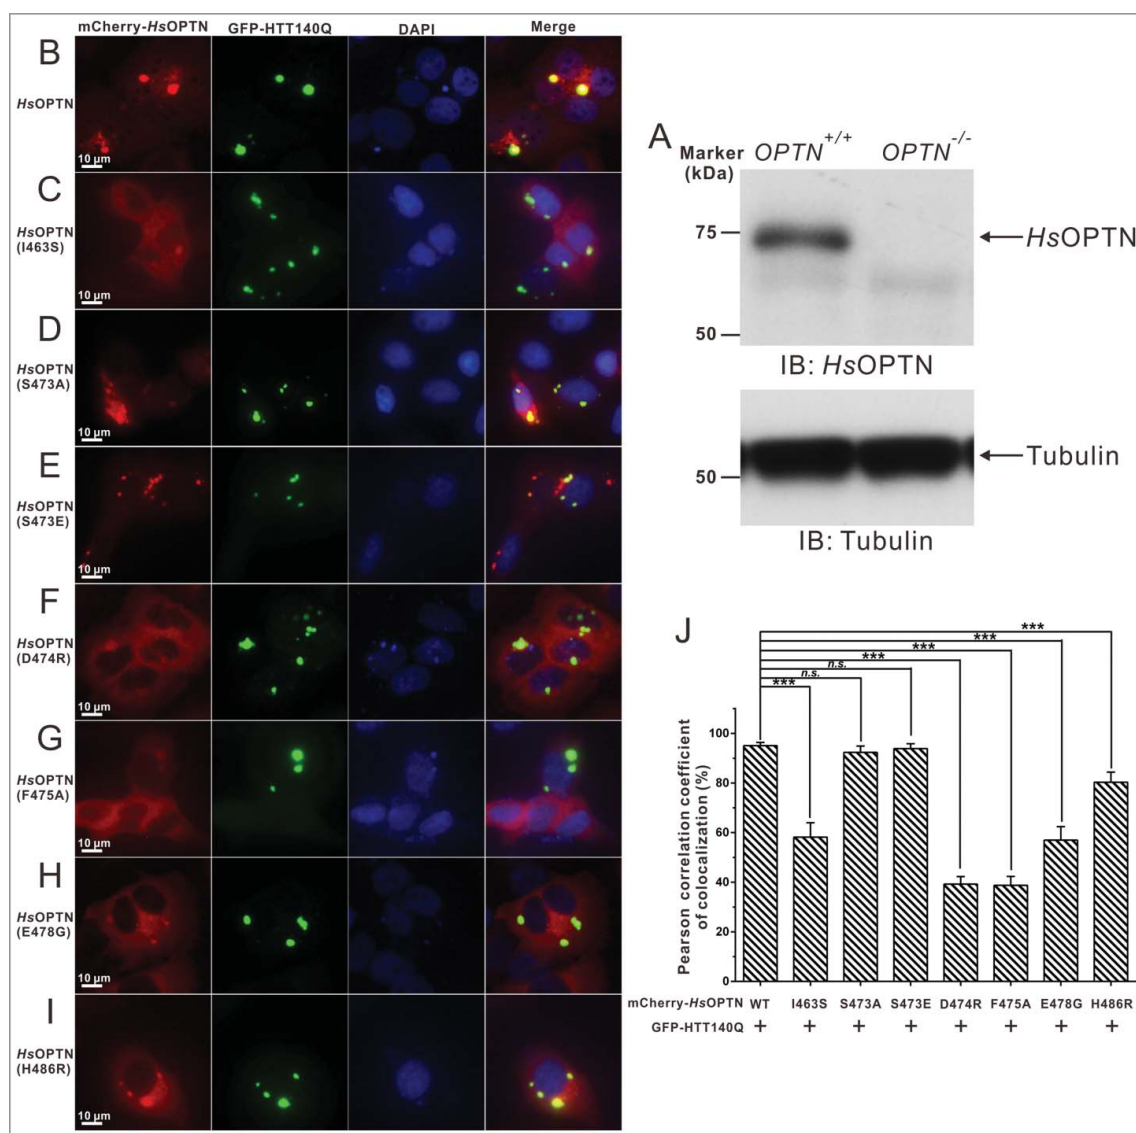 mCherry-HsOPTN GFP-HTT140Q DAPI Merge
B
HsOPTN
10 μm
C
HsOPTN
(I463S)
10 μm
D
HsOPTN
(S473A)
10 μm
E
HsOPTN
(S473E)
10 μm
F
HsOPTN
(D474R)
10 μm
G
HsOPTN
(F475A)
10 μm
H
HsOPTN
(E478G)
10 μm
I
HsOPTN
(H486R)
10 μm
A
Marker
(kDa)
OPTN+/+ OPTN-/-
75
HsOPTN
50
IB: HsOPTN
50
Tubulin
IB: Tubulin
J
***
***
***
***
n.s.
n.s.
***
Pearson correlation coefficient
of colocalization (%)
100
80
60
40
20
0
mCherry-HsOPTN WT I463S S473A S473E D474R F475A E478G H486R
GFP-HTT140Q + + + + + + + +